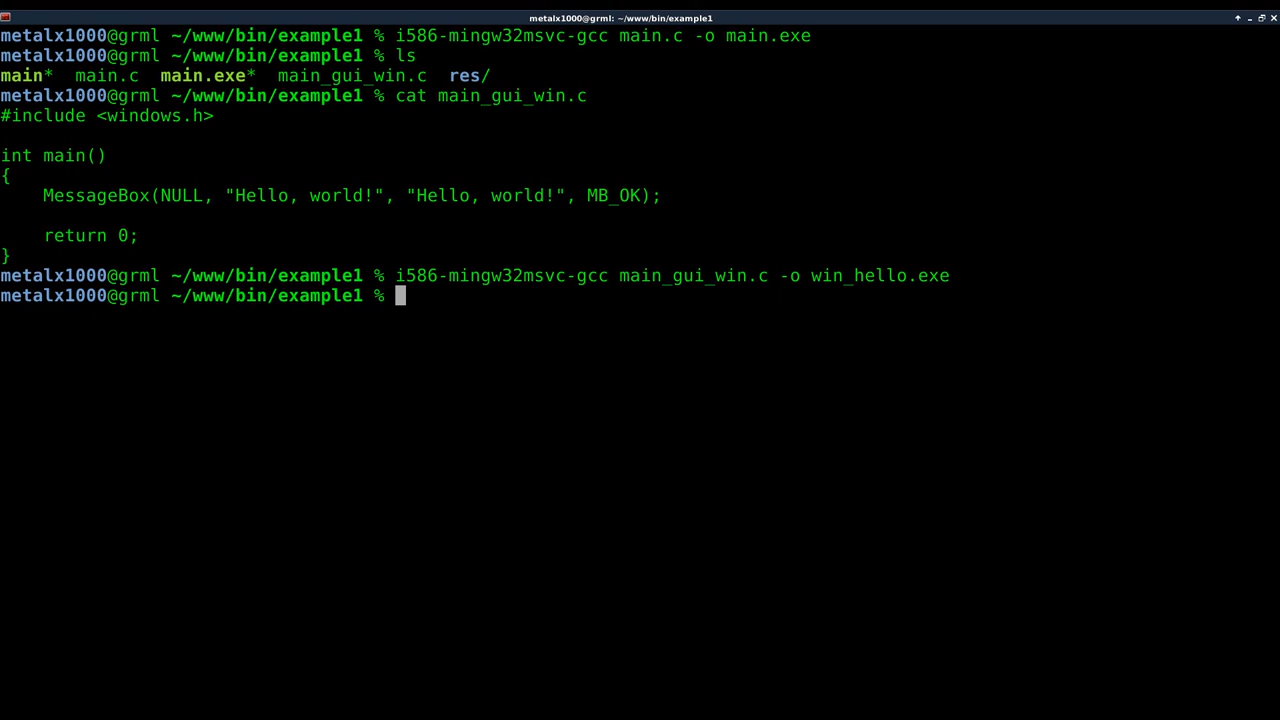 metalx1000@grml: ~/www/bin/example1
metalx1000@grml ~/www/bin/example1 % i586-mingw32msvc-gcc main.c -o main.exe
metalx1000@grml ~/www/bin/example1 % ls
main*  main.c  main.exe*  main_gui_win.c  res/
metalx1000@grml ~/www/bin/example1 % cat main_gui_win.c
#include <windows.h>

int main()
{
    MessageBox(NULL, "Hello, world!", "Hello, world!", MB_OK);

    return 0;
}
metalx1000@grml ~/www/bin/example1 % i586-mingw32msvc-gcc main_gui_win.c -o win_hello.exe
metalx1000@grml ~/www/bin/example1 %